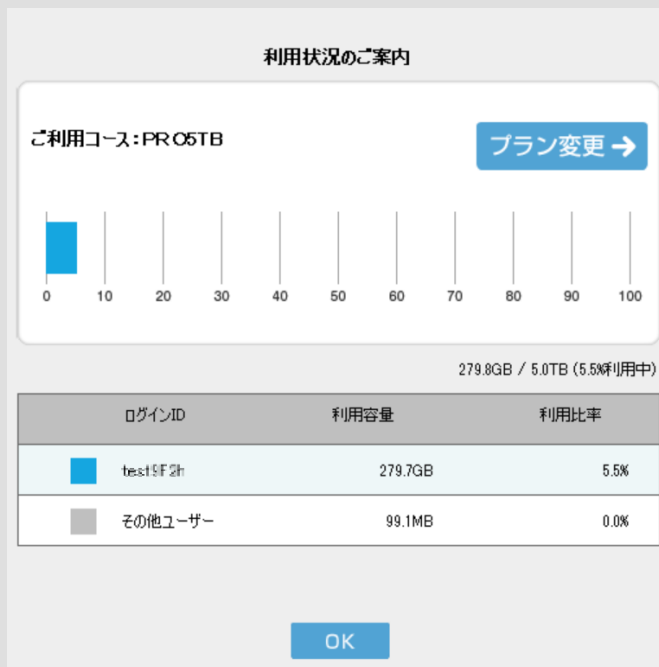 利用状況のご案内
ご利用コース:PRO5TB
プラン変更 →
0 10 20 30 40 50 60 70 80 90 100
279.8GB / 5.0TB (5.5%利用中)
ログインID 利用容量 利用比率
279.7GB 5.5%
その他ユーザー 99.1MB 0.0%
OK